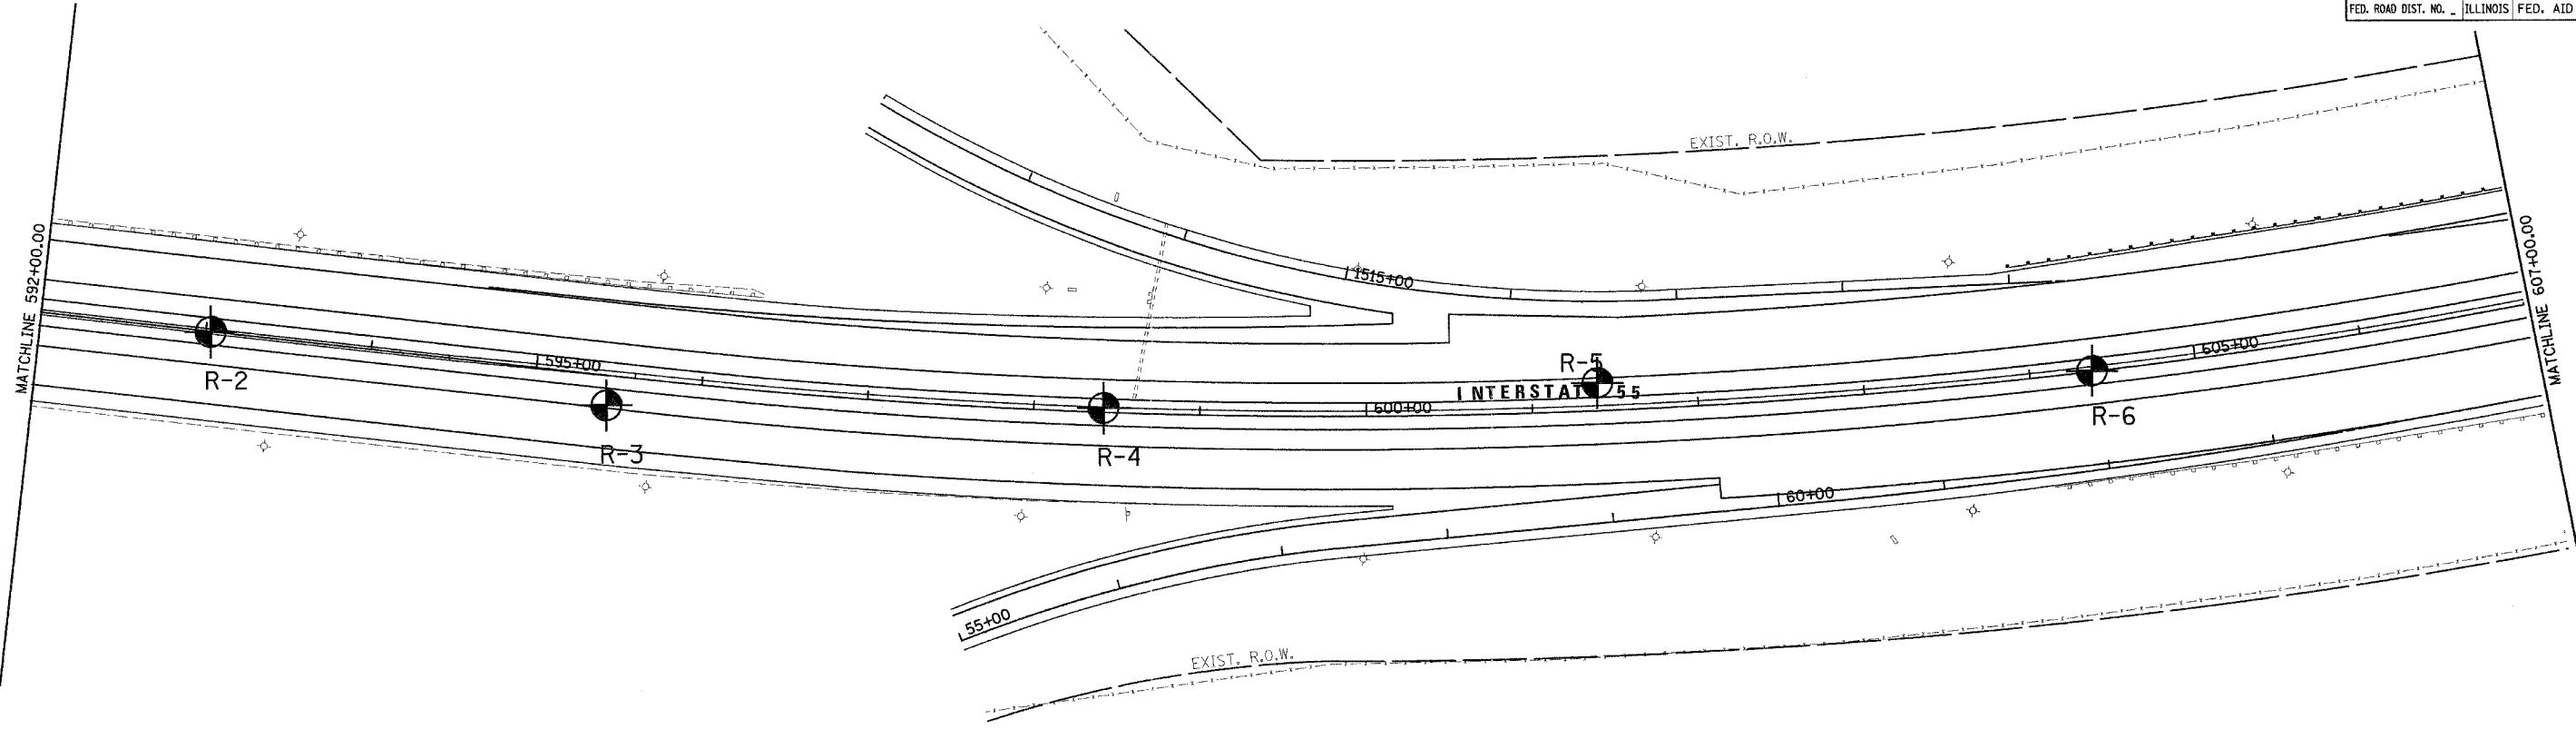 FED. ROAD DIST. NO. _ ILLINOIS FED. AID
EXIST. R.O.W.
MATCHLINE 592+00.00
MATCHLINE 607+00.00
1515+00
595+00
605+00
R-2
R-3
R-4
R-5
R-6
INTERSTATE 55
600+00
60+00
55+00
EXIST. R.O.W.